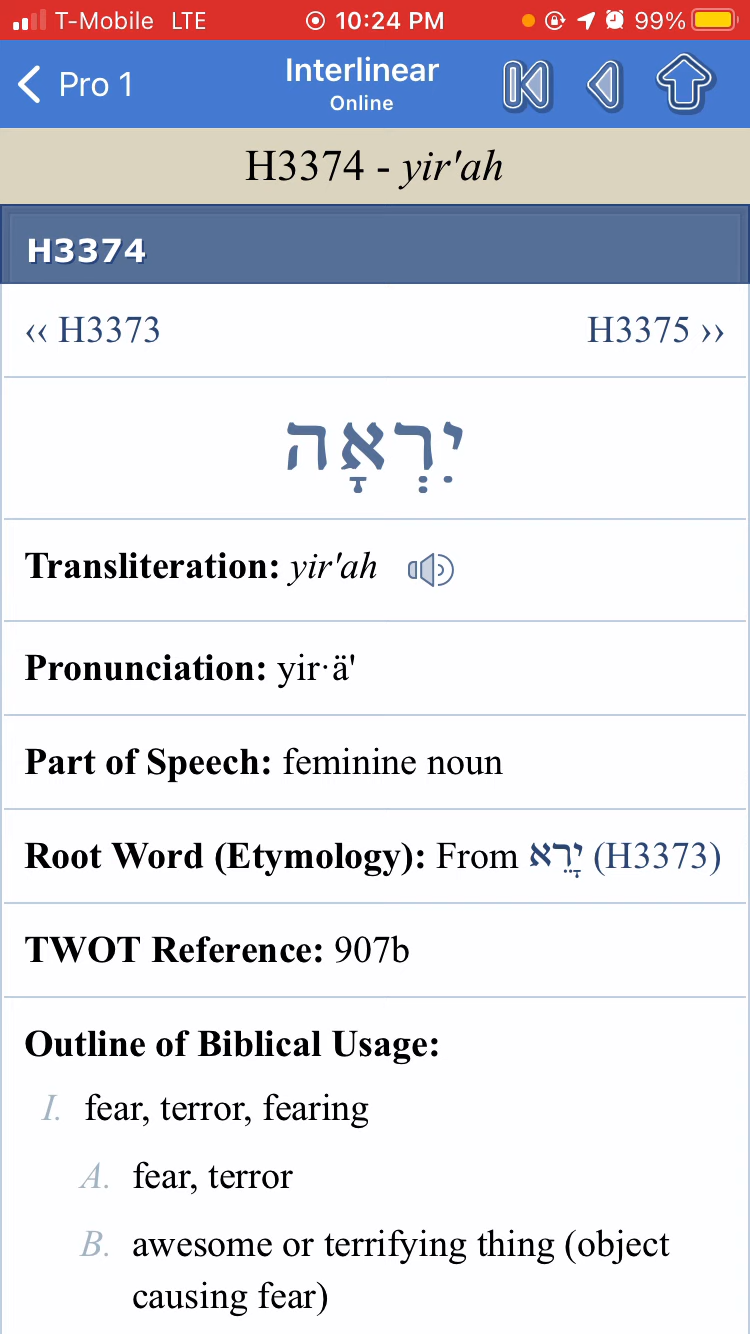 T-Mobile LTE 10:24 PM 99%
Pro 1
Interlinear
Online
H3374 - yir'ah
H3374
‹‹ H3373 H3375 ››
יִרְאָה
Transliteration: yir'ah
Pronunciation: yir·ä'
Part of Speech: feminine noun
Root Word (Etymology): From יָרֵא (H3373)
TWOT Reference: 907b
Outline of Biblical Usage:
I. fear, terror, fearing
A. fear, terror
B. awesome or terrifying thing (object
causing fear)